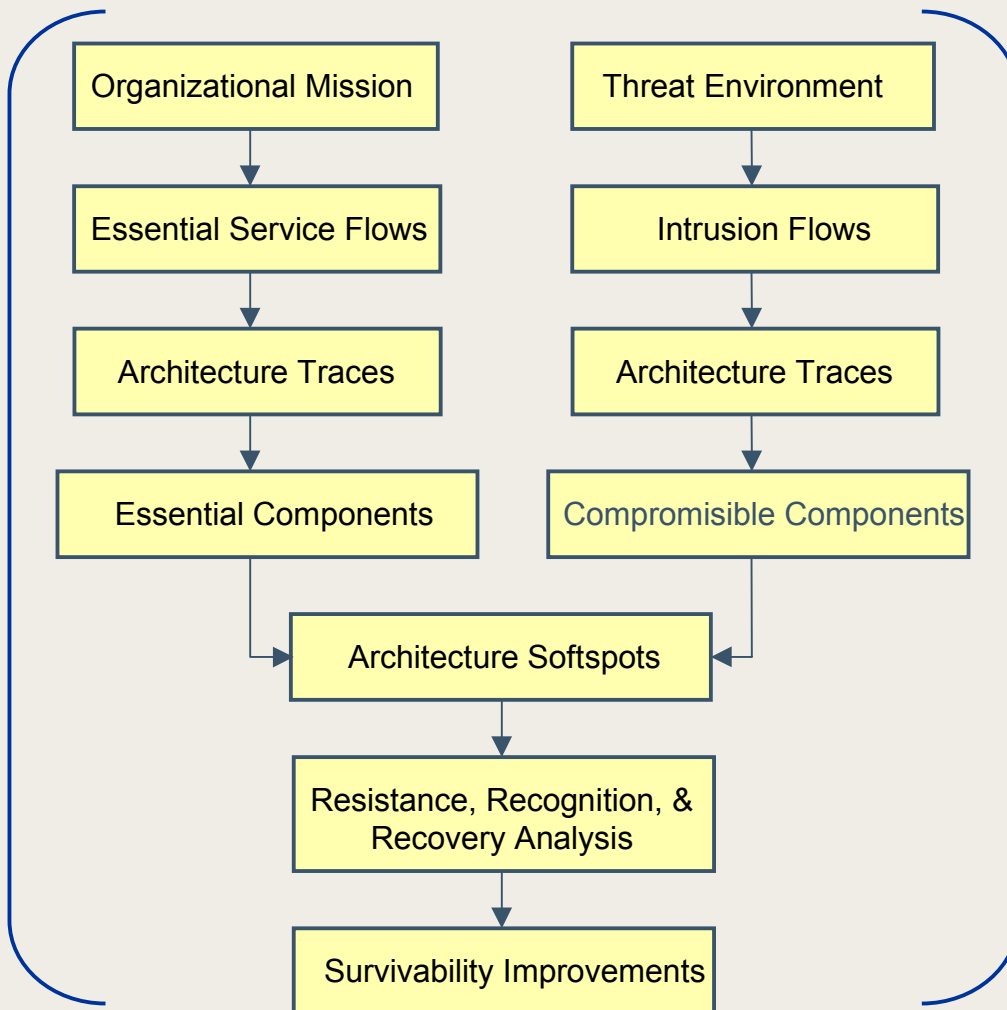 Organizational Mission
Threat Environment
Essential Service Flows
Intrusion Flows
Architecture Traces
Architecture Traces
Essential Components
Compromisible Components
Architecture Softspots
Resistance, Recognition, &
Recovery Analysis
Survivability Improvements